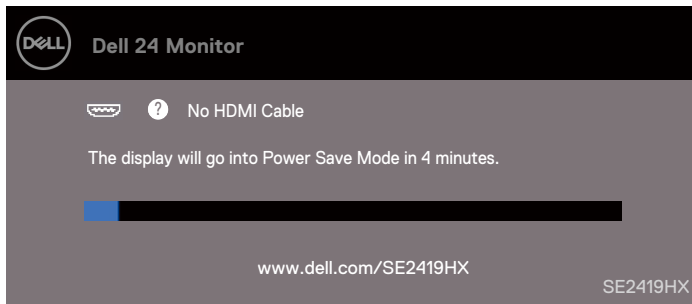 DELL
Dell 24 Monitor
? No HDMI Cable
The display will go into Power Save Mode in 4 minutes.
www.dell.com/SE2419HX
SE2419HX